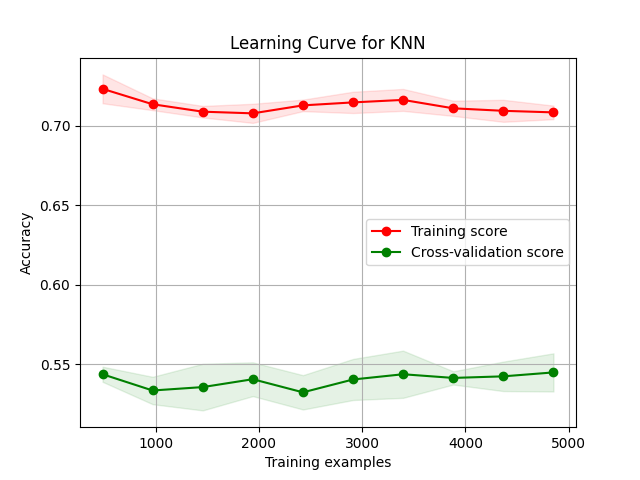 Learning Curve for KNN
Accuracy
0.70
0.65
0.60
0.55
Training score
Cross-validation score
1000
2000
3000
4000
5000
Training examples